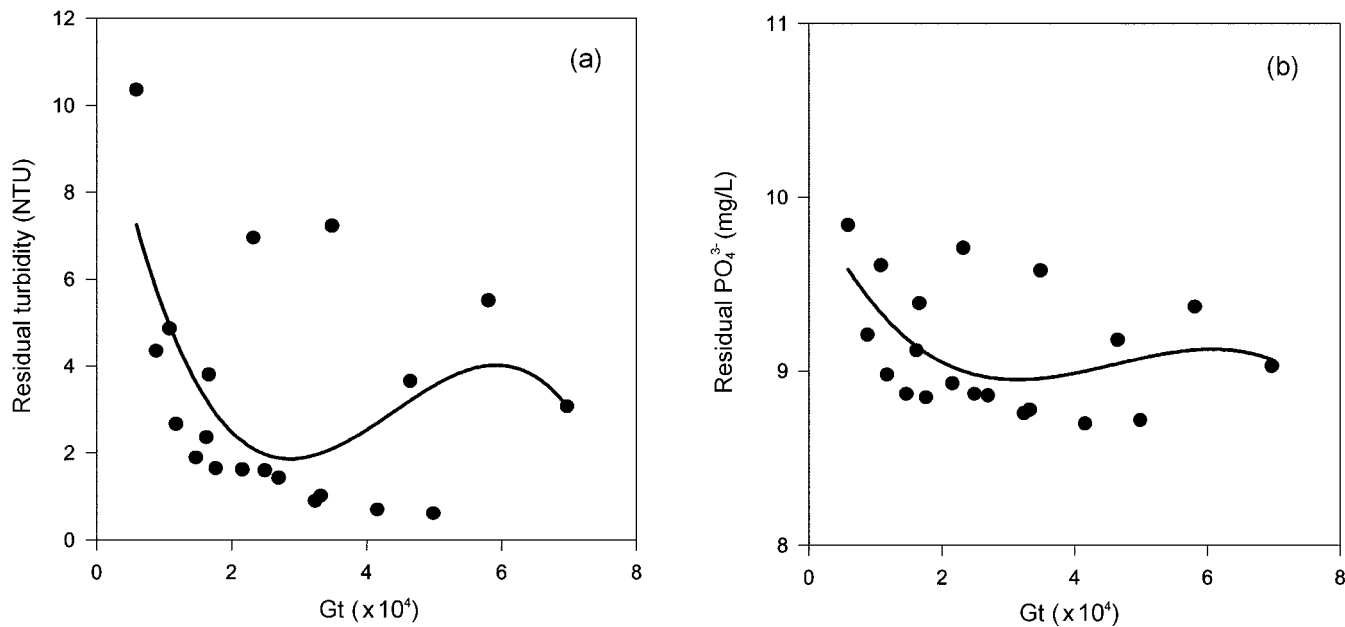 12
10
8
6
4
2
0
Residual turbidity (NTU)
(a)
0 2 4 6 8
Gt (x10⁴)
11
10
9
8
Residual PO₄³⁻ (mg/L)
(b)
0 2 4 6 8
Gt (x10⁴)